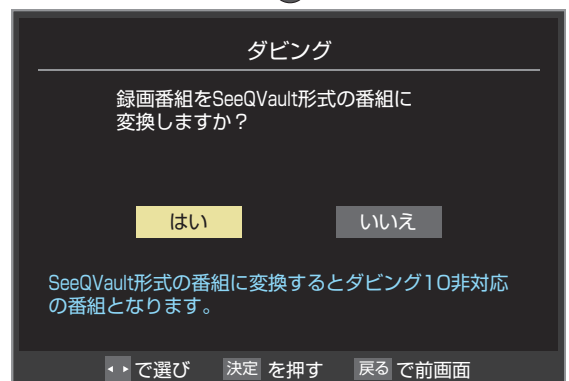 ダビング
録画番組をSeeQVault形式の番組に
変換しますか？
はい いいえ
SeeQVault形式の番組に変換するとダビング10非対応
の番組となります。
で選び 決定 を押す 戻る で前画面